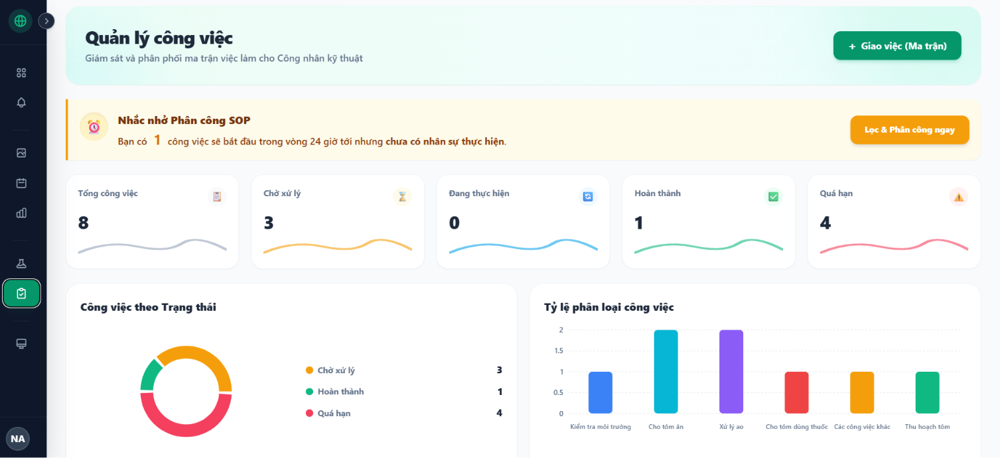 Quản lý công việc
Giám sát và phân phối ma trận việc làm cho Công nhân kỹ thuật
+ Giao việc (Ma trận)
Nhắc nhở Phân công SOP
Bạn có 1 công việc sẽ bắt đầu trong vòng 24 giờ tới nhưng chưa có nhân sự thực hiện.
Lọc & Phân công ngay
Tổng công việc
8
Chờ xử lý
3
Đang thực hiện
0
Hoàn thành
1
Quá hạn
4
Công việc theo Trạng thái
Chờ xử lý 3
Hoàn thành 1
Quá hạn 4
Tỷ lệ phân loại công việc
2
1.5
1
0.5
0
Kiểm tra môi trường
Cho tôm ăn
Xử lý ao
Cho tôm dùng thuốc
Các công việc khác
Thu hoạch tôm
NA